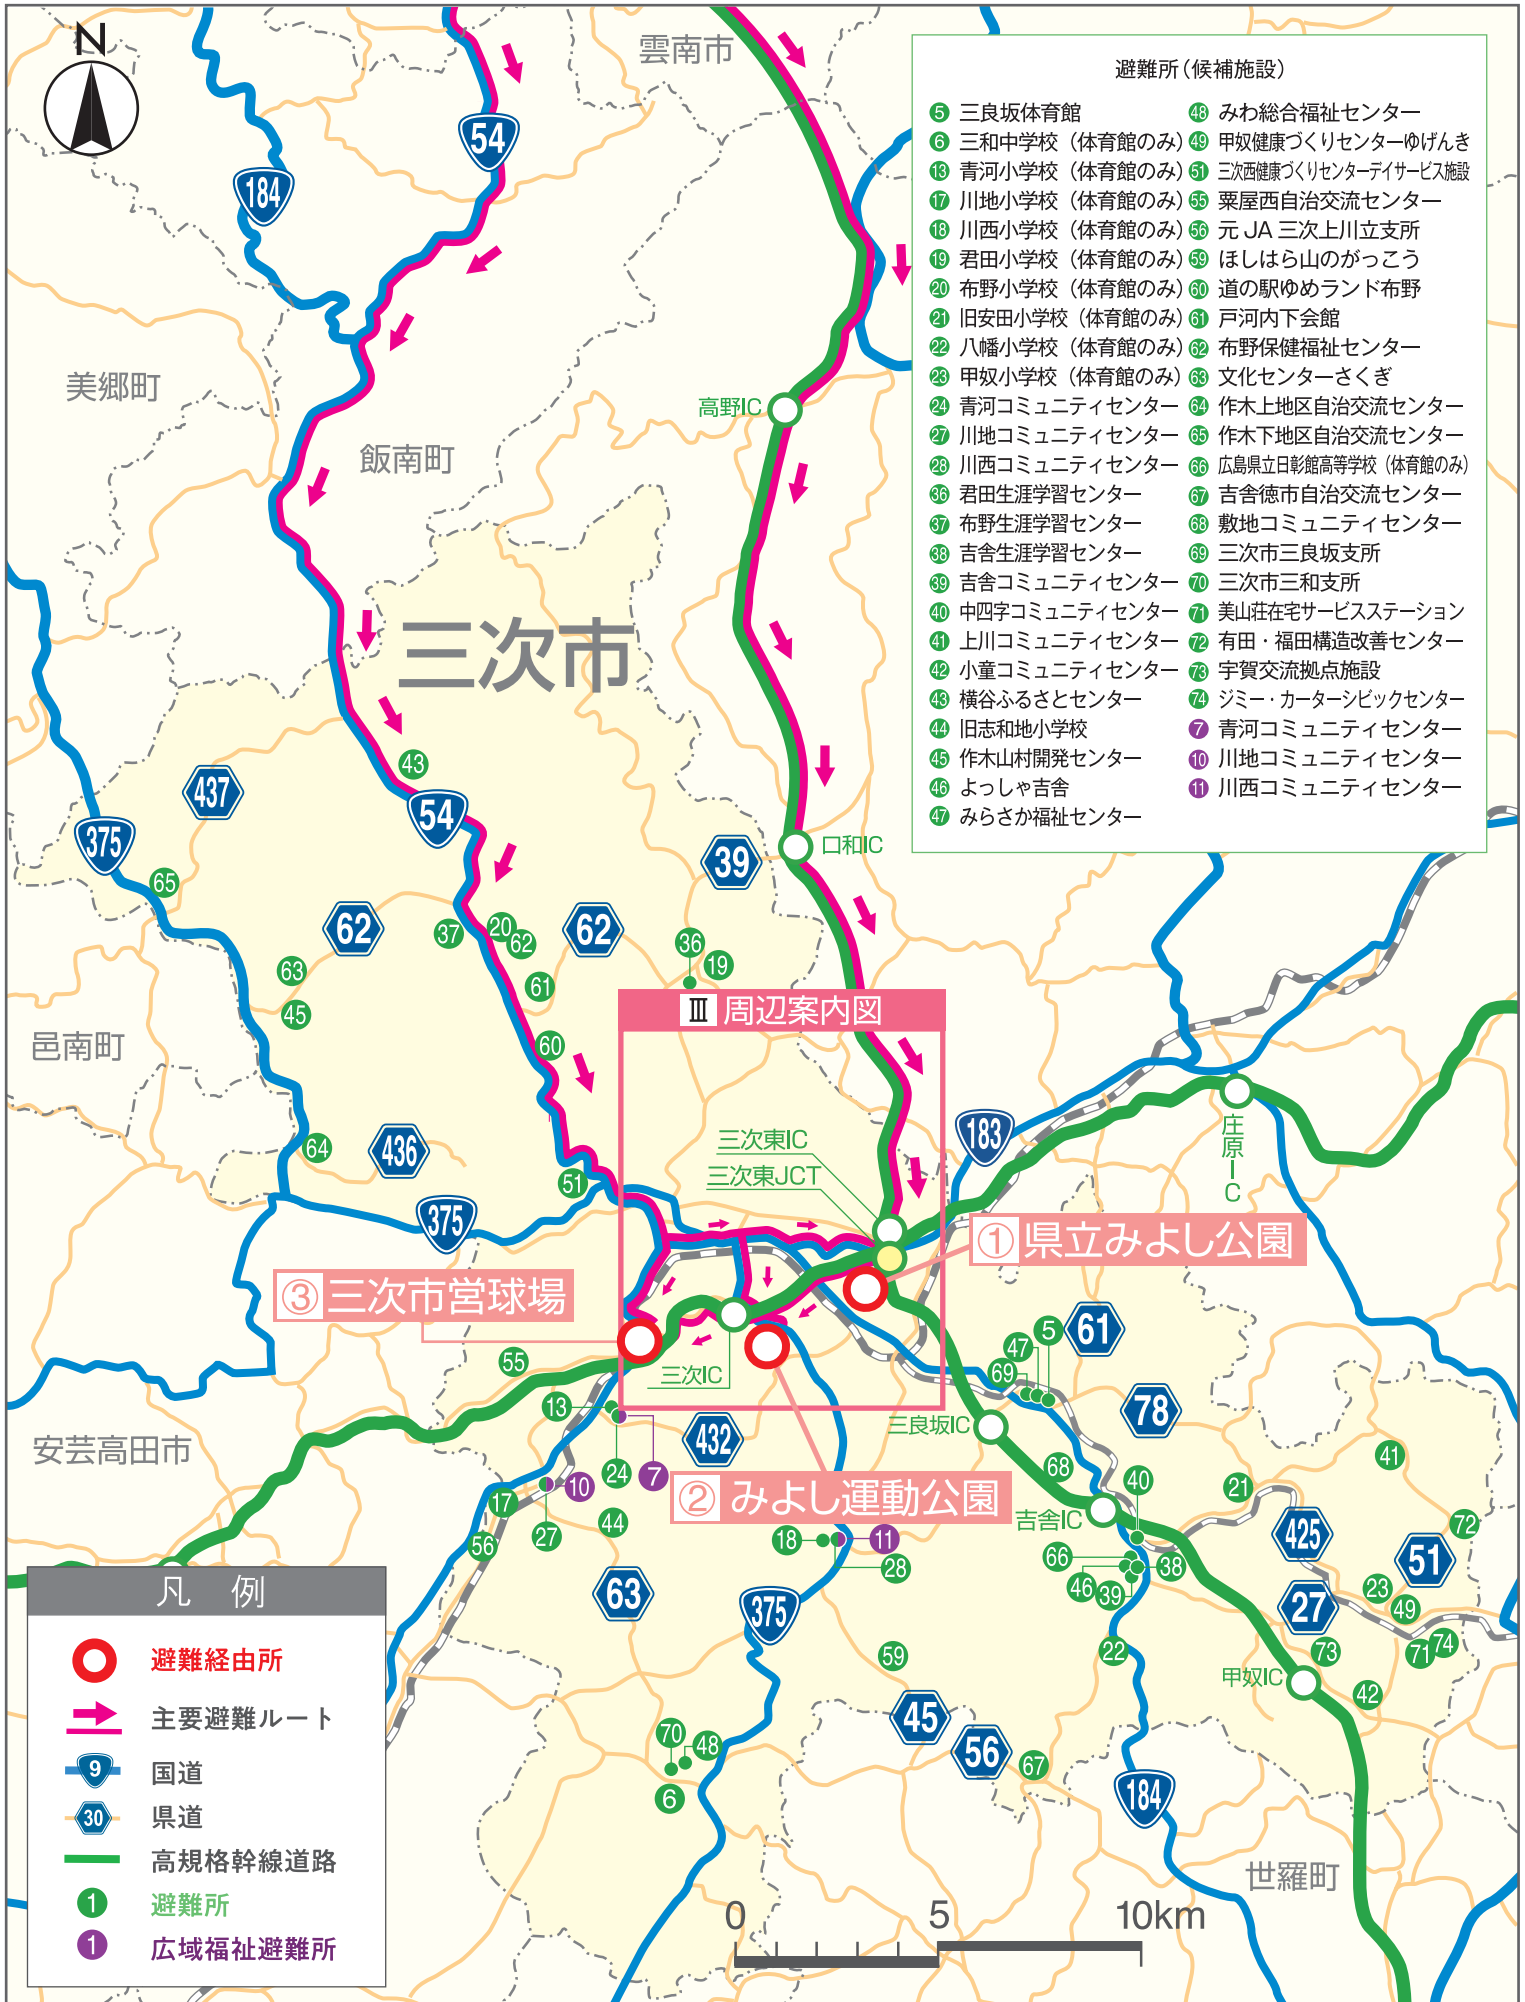 N
雲南市
54
184
美郷町
飯南町
高野IC
三次市
避難所（候補施設）
5 三良坂体育館
6 三和中学校（体育館のみ）
13 青河小学校（体育館のみ）
17 川地小学校（体育館のみ）
18 川西小学校（体育館のみ）
19 君田小学校（体育館のみ）
20 布野小学校（体育館のみ）
21 旧安田小学校（体育館のみ）
22 八幡小学校（体育館のみ）
23 甲奴小学校（体育館のみ）
24 青河コミュニティセンター
27 川地コミュニティセンター
28 川西コミュニティセンター
36 君田生涯学習センター
37 布野生涯学習センター
38 吉舎生涯学習センター
39 吉舎コミュニティセンター
40 中四字コミュニティセンター
41 上川コミュニティセンター
42 小童コミュニティセンター
43 横谷ふるさとセンター
44 旧志和地小学校
45 作木山村開発センター
46 よっしゃ吉舎
47 みらさか福祉センター
48 みわ総合福祉センター
49 甲奴健康づくりセンターゆげんき
51 三次西健康づくりセンターデイサービス施設
55 粟屋西自治交流センター
56 元 JA 三次上川立支所
59 ほしはら山のがっこう
60 道の駅ゆめランド布野
61 戸河内下会館
62 布野保健福祉センター
63 文化センターさくぎ
64 作木上地区自治交流センター
65 作木下地区自治交流センター
66 広島県立日彰館高等学校（体育館のみ）
67 吉舎徳市自治交流センター
68 敷地コミュニティセンター
69 三次市三良坂支所
70 三次市三和支所
71 美山荘在宅サービスステーション
72 有田・福田構造改善センター
73 宇賀交流拠点施設
74 ジミー・カーターシビックセンター
7 青河コミュニティセンター
10 川地コミュニティセンター
11 川西コミュニティセンター
43
437
54
375
39
口和IC
65
62
37
20
62
62
36
19
63
61
45
Ⅲ 周辺案内図
邑南町
60
183
庄原IC
三次東IC
三次東JCT
64
436
51
375
① 県立みよし公園
③ 三次市営球場
61
5
47
69
55
三次IC
13
78
432
三良坂IC
安芸高田市
24
7
10
② みよし運動公園
68
40
41
21
17
27
44
吉舎IC
72
425
56
18
11
28
66
46
39
38
51
63
375
23
49
27
59
22
73
71
74
甲奴IC
42
45
56
70
48
67
6
184
世羅町
凡 例
避難経由所
主要避難ルート
9 国道
30 県道
高規格幹線道路
1 避難所
1 広域福祉避難所
0 5 10km